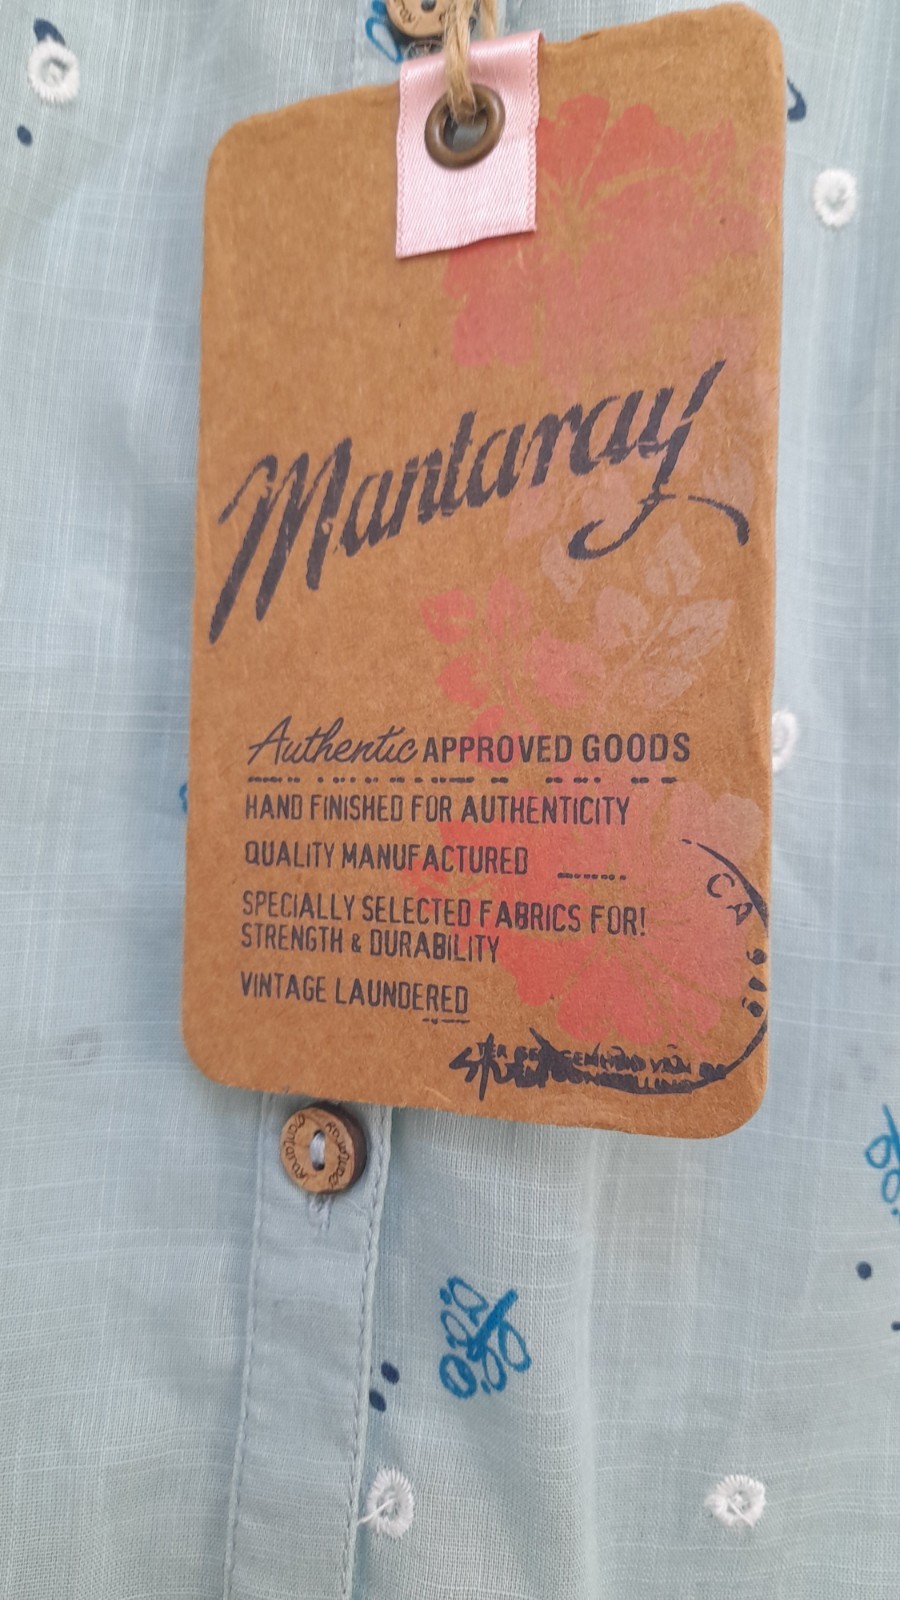 Mantaray
Authentic APPROVED GOODS
HAND FINISHED FOR AUTHENTICITY
QUALITY MANUFACTURED
SPECIALLY SELECTED FABRICS FOR!
STRENGTH & DURABILITY
VINTAGE LAUNDERED
CA